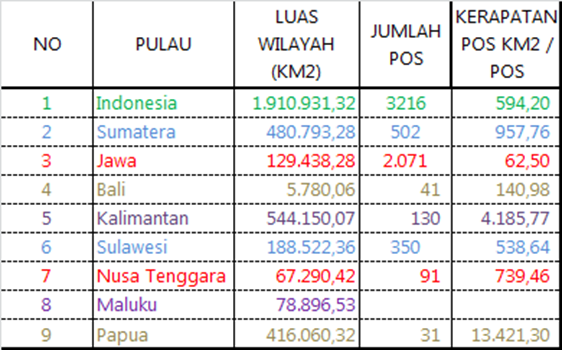 NO PULAU LUAS WILAYAH (KM2) JUMLAH POS KERAPATAN POS KM2 / POS
1 Indonesia 1.910.931,32 3216 594,20
2 Sumatera 480.793,28 502 957,76
3 Jawa 129.438,28 2.071 62,50
4 Bali 5.780,06 41 140,98
5 Kalimantan 544.150,07 130 4.185,77
6 Sulawesi 188.522,36 350 538,64
7 Nusa Tenggara 67.290,42 91 739,46
8 Maluku 78.896,53
9 Papua 416.060,32 31 13.421,30